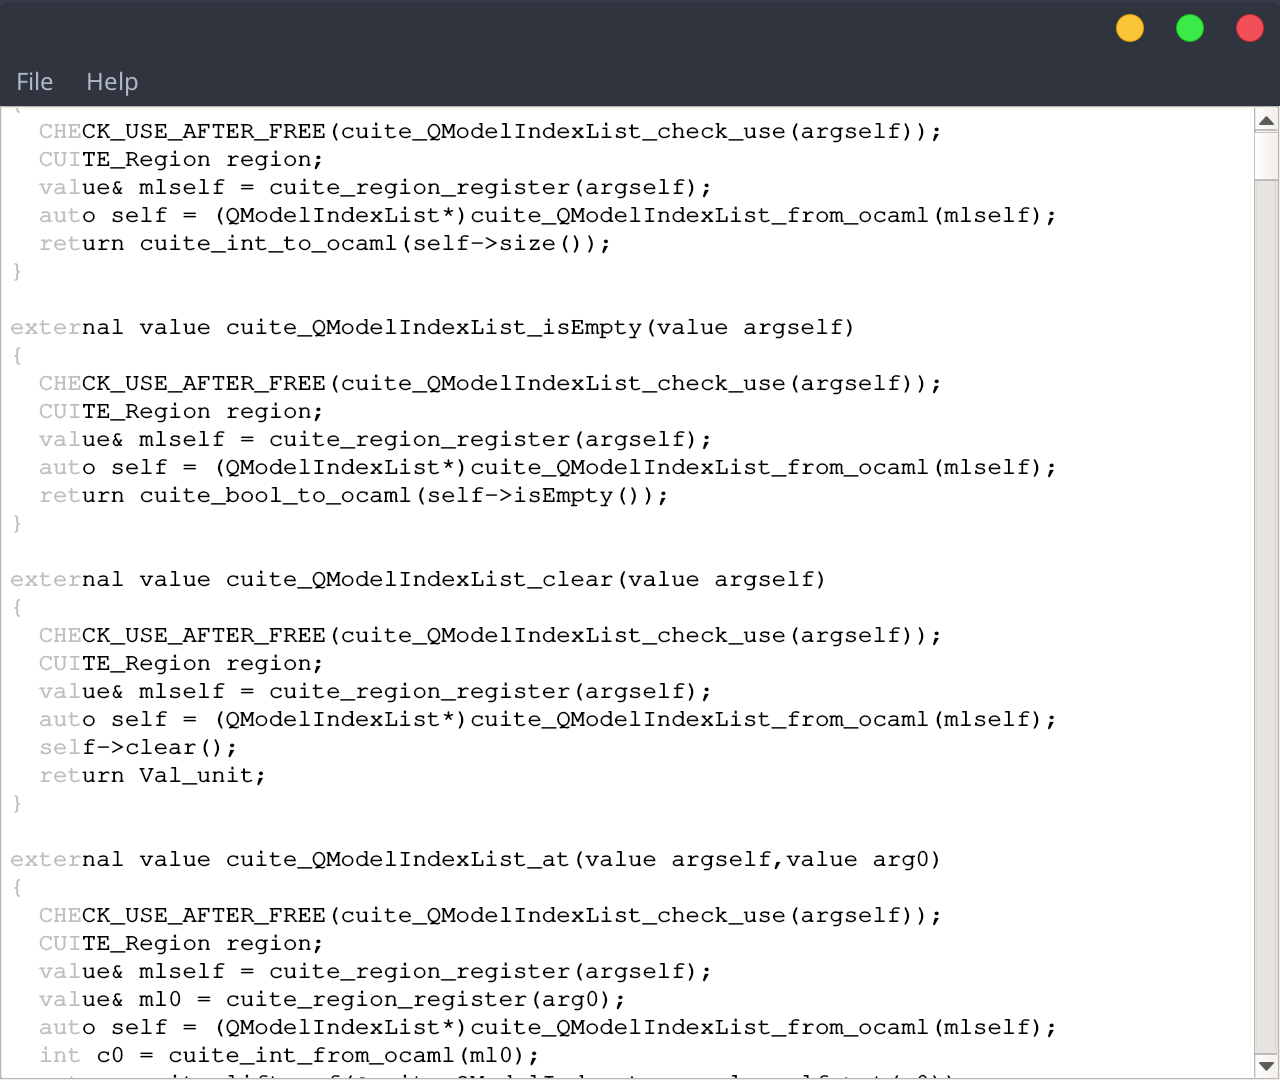 File Help
{
  CHECK_USE_AFTER_FREE(cuite_QModelIndexList_check_use(argself));
  CUITE_Region region;
  value& mlself = cuite_region_register(argself);
  auto self = (QModelIndexList*)cuite_QModelIndexList_from_ocaml(mlself);
  return cuite_int_to_ocaml(self->size());
}

external value cuite_QModelIndexList_isEmpty(value argself)
{
  CHECK_USE_AFTER_FREE(cuite_QModelIndexList_check_use(argself));
  CUITE_Region region;
  value& mlself = cuite_region_register(argself);
  auto self = (QModelIndexList*)cuite_QModelIndexList_from_ocaml(mlself);
  return cuite_bool_to_ocaml(self->isEmpty());
}

external value cuite_QModelIndexList_clear(value argself)
{
  CHECK_USE_AFTER_FREE(cuite_QModelIndexList_check_use(argself));
  CUITE_Region region;
  value& mlself = cuite_region_register(argself);
  auto self = (QModelIndexList*)cuite_QModelIndexList_from_ocaml(mlself);
  self->clear();
  return Val_unit;
}

external value cuite_QModelIndexList_at(value argself,value arg0)
{
  CHECK_USE_AFTER_FREE(cuite_QModelIndexList_check_use(argself));
  CUITE_Region region;
  value& mlself = cuite_region_register(argself);
  value& ml0 = cuite_region_register(arg0);
  auto self = (QModelIndexList*)cuite_QModelIndexList_from_ocaml(mlself);
  int c0 = cuite_int_from_ocaml(ml0);